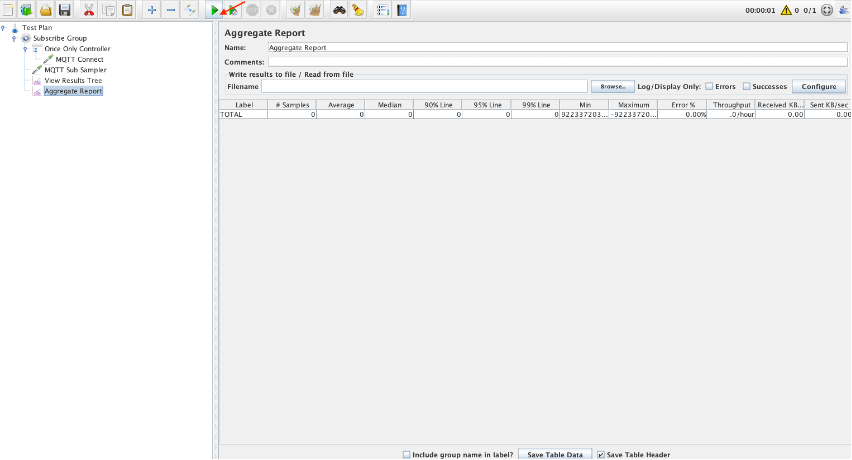 00:00:01 0 0/1
Test Plan
Subscribe Group
Once Only Controller
MQTT Connect
MQTT Sub Sampler
View Results Tree
Aggregate Report
Aggregate Report
Name: Aggregate Report
Comments:
Write results to file / Read from file
Filename Browse... Log/Display Only: Errors Successes Configure
Label # Samples Average Median 90% Line 95% Line 99% Line Min Maximum Error % Throughput Received KB... Sent KB/sec
TOTAL 0 0 0 0 0 0 922337203... -92233720... 0.00% .0/hour 0.00 0.00
Include group name in label? Save Table Data Save Table Header